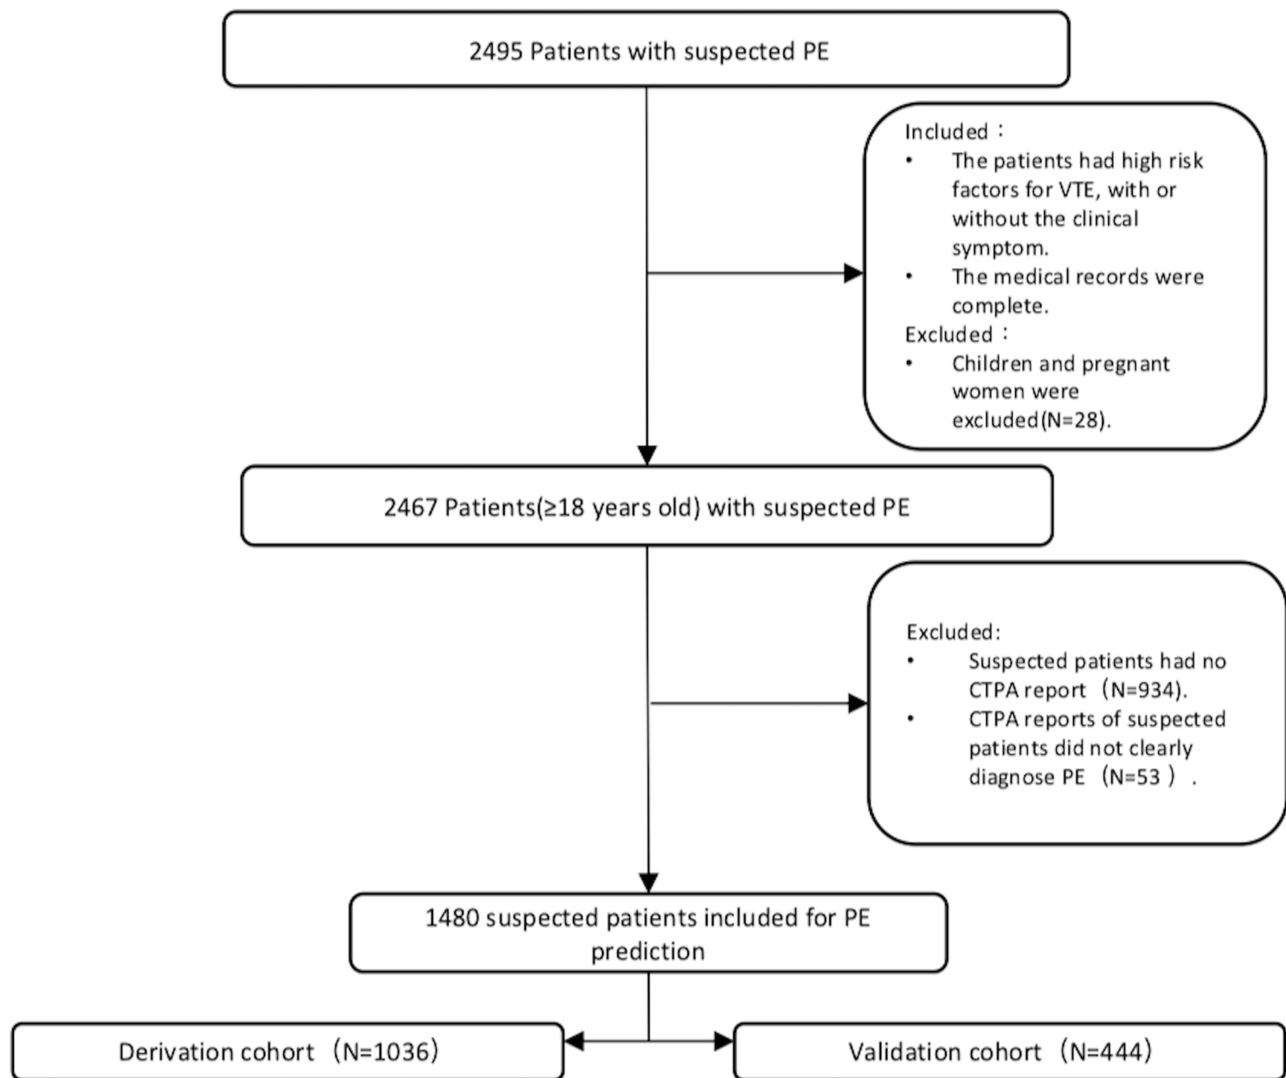 2495 Patients with suspected PE
Included：
• The patients had high risk
factors for VTE, with or
without the clinical
symptom.
• The medical records were
complete.
Excluded：
• Children and pregnant
women were
excluded(N=28).
2467 Patients(≥18 years old) with suspected PE
Excluded:
• Suspected patients had no
CTPA report（N=934).
• CTPA reports of suspected
patients did not clearly
diagnose PE（N=53 ）.
1480 suspected patients included for PE
prediction
Derivation cohort（N=1036）
Validation cohort（N=444）